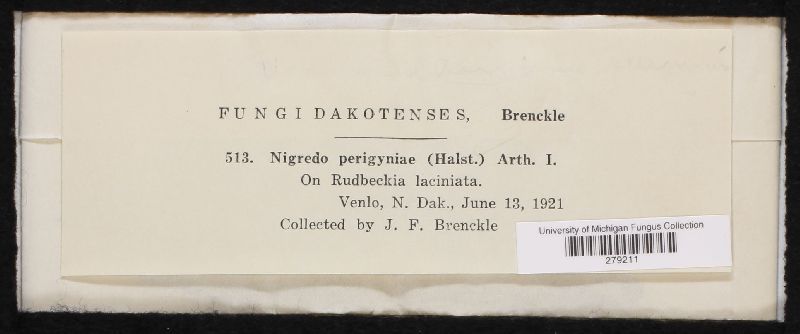 FUNGI DAKOTENSES, Brenckle
513. Nigredo perigyniae (Halst.) Arth. I.
On Rudbeckia laciniata.
Venlo, N. Dak., June 13, 1921
Collected by J. F. Brenckle
University of Michigan Fungus Collection
279211